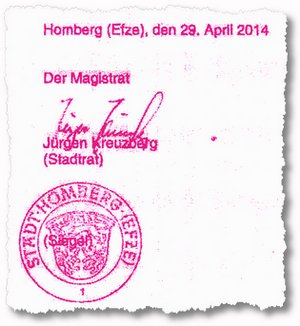 Homberg (Efze), den 29. April 2014
Der Magistrat
Jürgen Kreuzberg
(Stadtrat)
(Siegel)
STADT·HOMBERG·(EFZE)
1